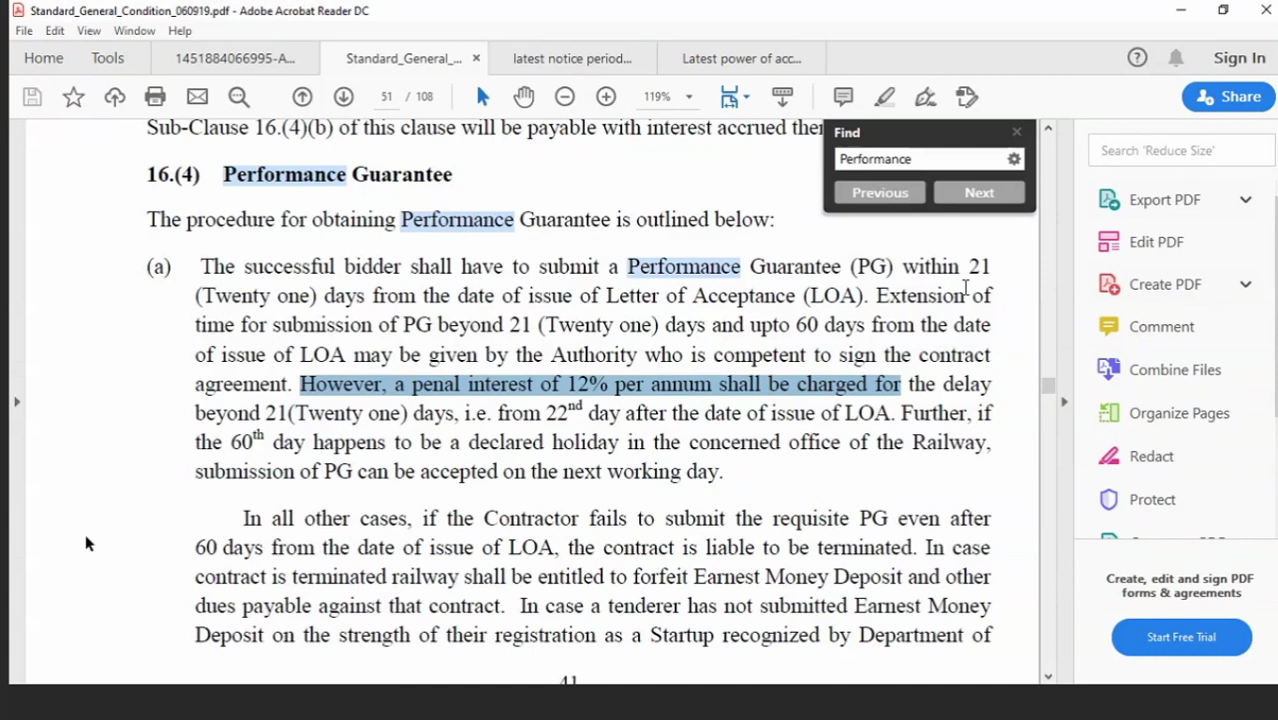 Standard_General_Condition_060919.pdf - Adobe Acrobat Reader DC
File Edit View Window Help
Home Tools 1451884066995-A... Standard_General_... × latest notice period... Latest power of acc... Sign In
51 / 108 119% Share
Sub-Clause 16.(4)(b) of this clause will be payable with interest accrued
Find
Performance
Previous Next
16.(4) Performance Guarantee
The procedure for obtaining Performance Guarantee is outlined below:
(a) The successful bidder shall have to submit a Performance Guarantee (PG) within 21
(Twenty one) days from the date of issue of Letter of Acceptance (LOA). Extension of
time for submission of PG beyond 21 (Twenty one) days and upto 60 days from the date
of issue of LOA may be given by the Authority who is competent to sign the contract
agreement. However, a penal interest of 12% per annum shall be charged for the delay
beyond 21(Twenty one) days, i.e. from 22nd day after the date of issue of LOA. Further, if
the 60th day happens to be a declared holiday in the concerned office of the Railway,
submission of PG can be accepted on the next working day.
In all other cases, if the Contractor fails to submit the requisite PG even after
60 days from the date of issue of LOA, the contract is liable to be terminated. In case
contract is terminated railway shall be entitled to forfeit Earnest Money Deposit and other
dues payable against that contract. In case a tenderer has not submitted Earnest Money
Deposit on the strength of their registration as a Startup recognized by Department of
41
Search 'Reduce Size'
Export PDF
Edit PDF
Create PDF
Comment
Combine Files
Organize Pages
Redact
Protect
Create, edit and sign PDF
forms & agreements
Start Free Trial